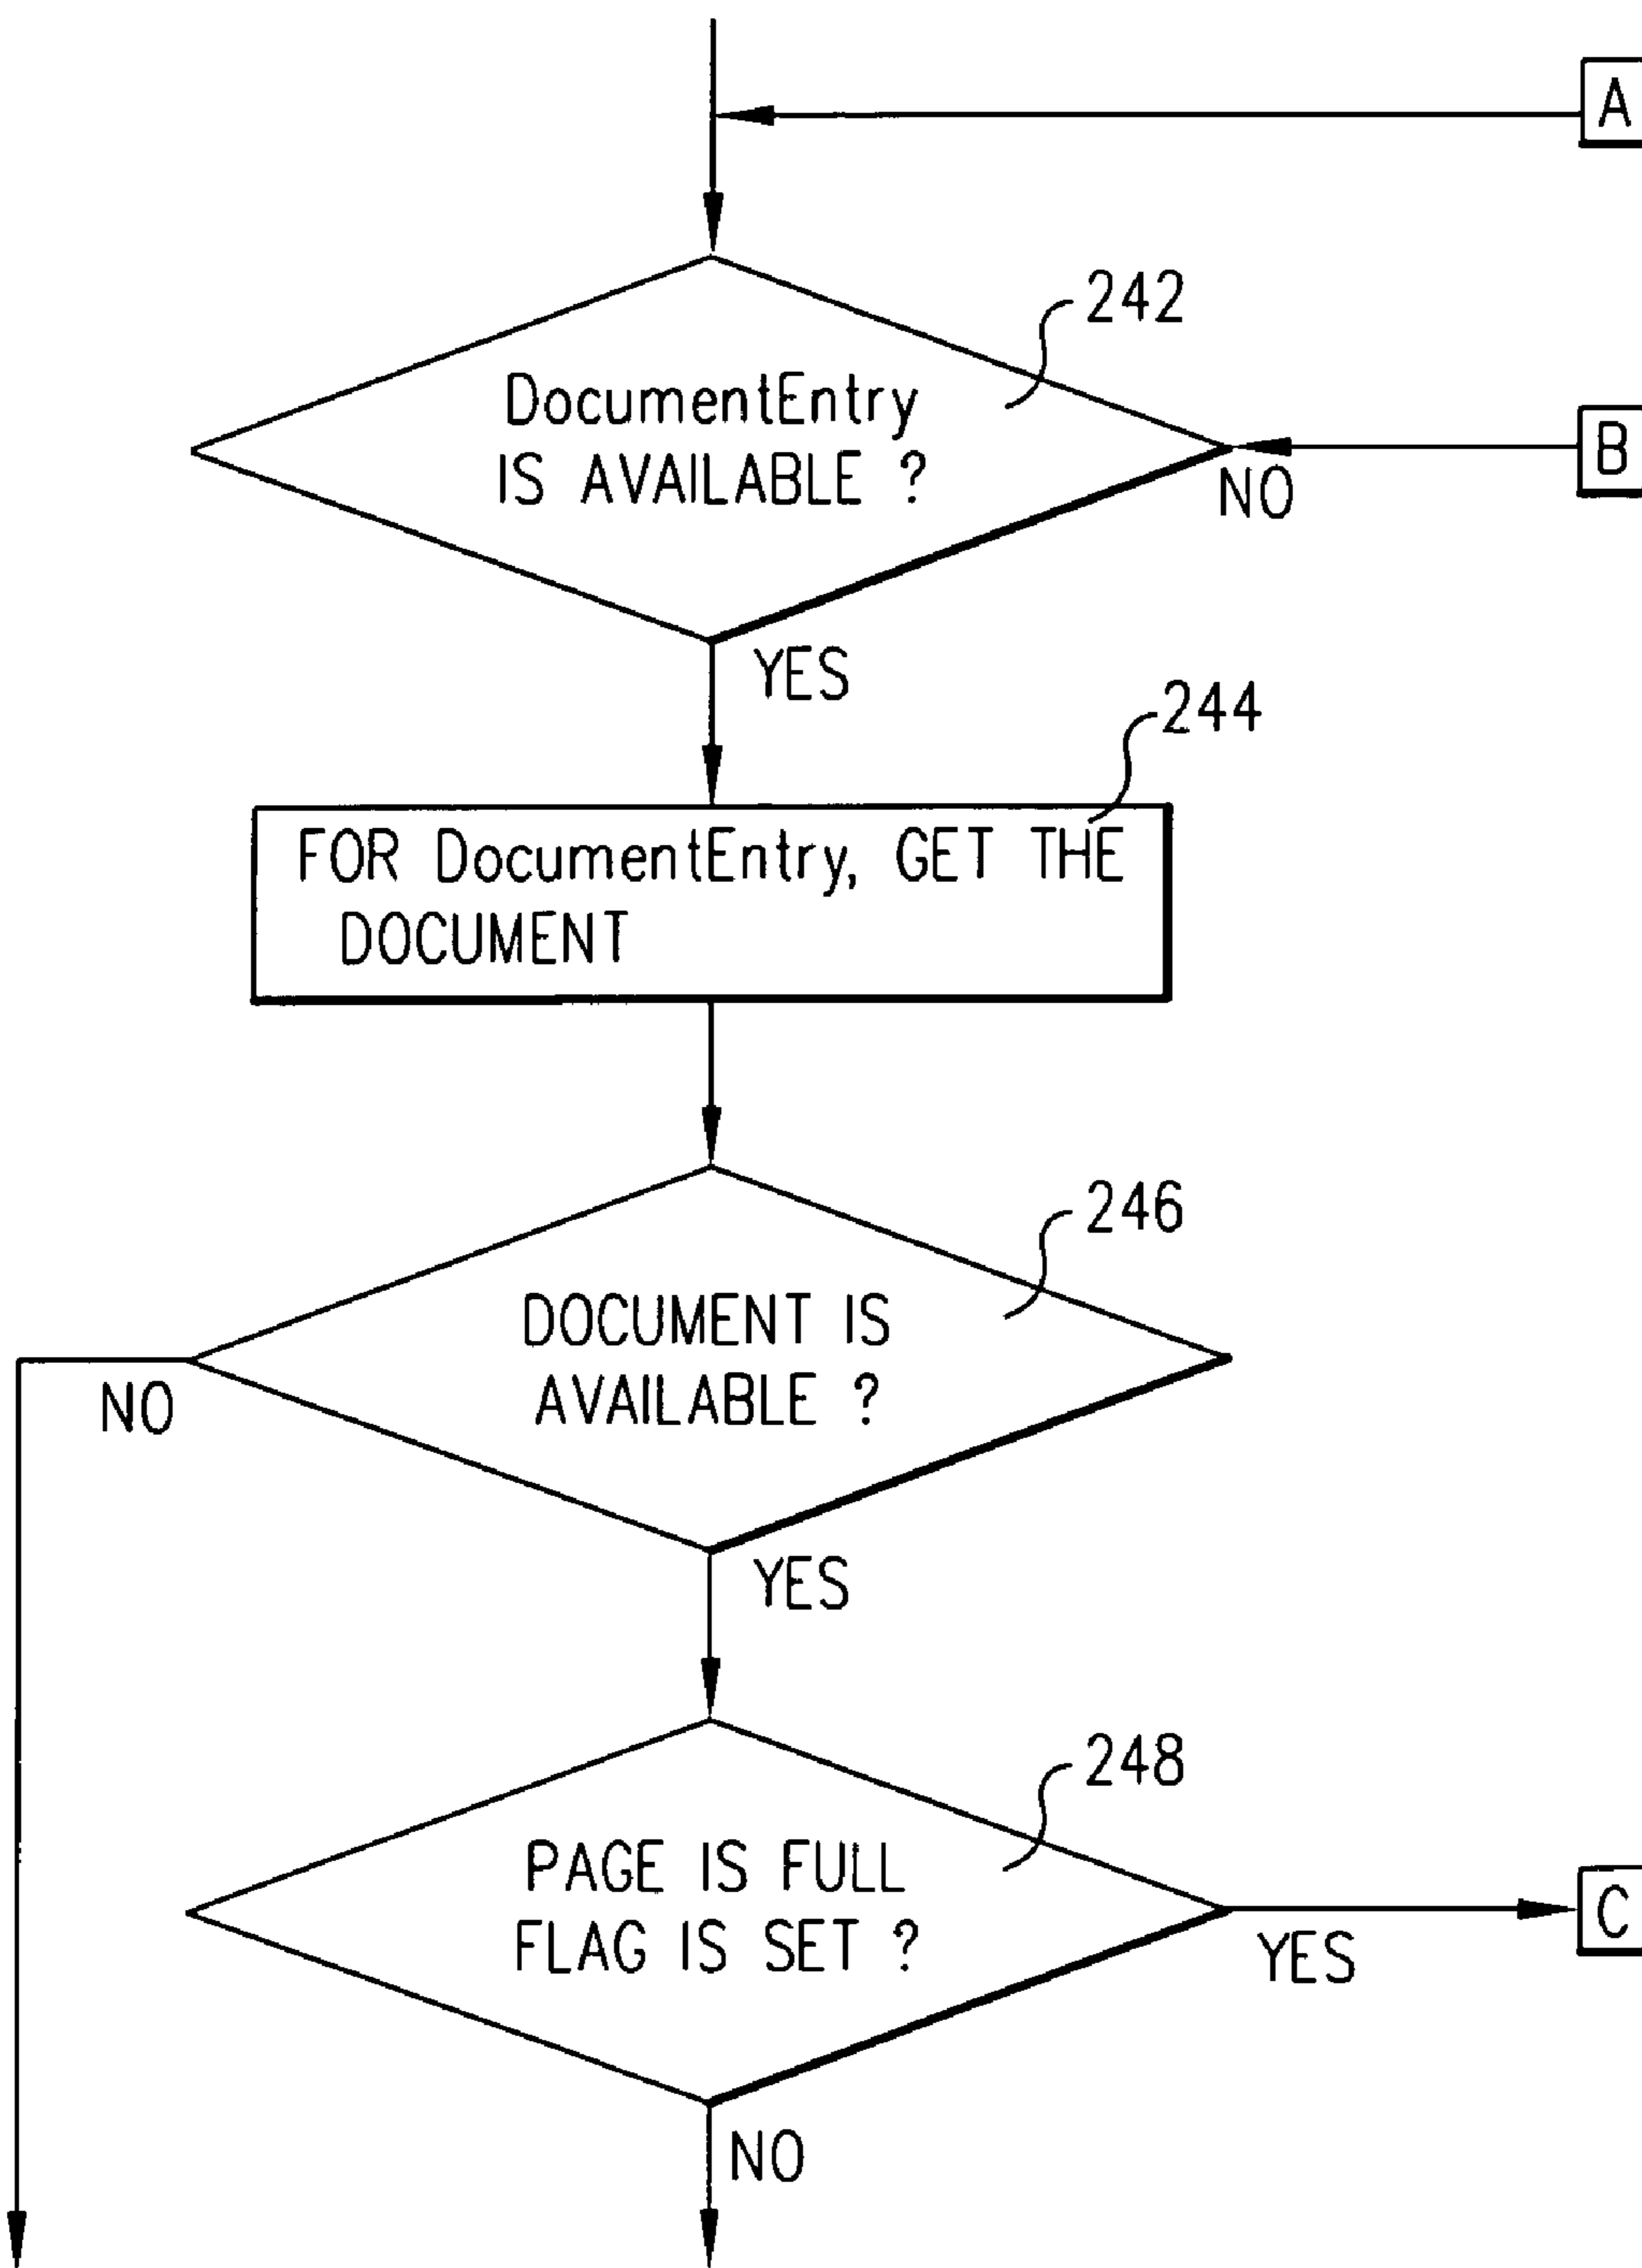 A
242
DocumentEntry
IS AVAILABLE ?
B
NO
YES
244
FOR DocumentEntry, GET THE
DOCUMENT
246
DOCUMENT IS
AVAILABLE ?
NO
YES
248
PAGE IS FULL
FLAG IS SET ?
C
YES
NO